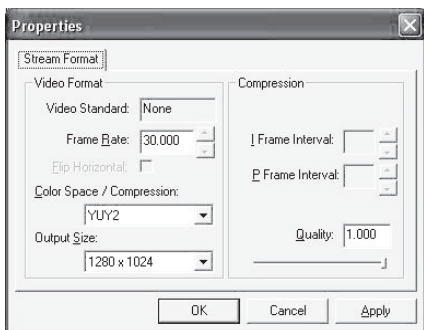 Properties
Stream Format
Video Format
Video Standard: None
Frame Rate: 30.000
Flip Horizontal:
Color Space / Compression:
YUY2
Output Size:
1280 x 1024
Compression
I Frame Interval:
P Frame Interval:
Quality: 1.000
OK Cancel Apply